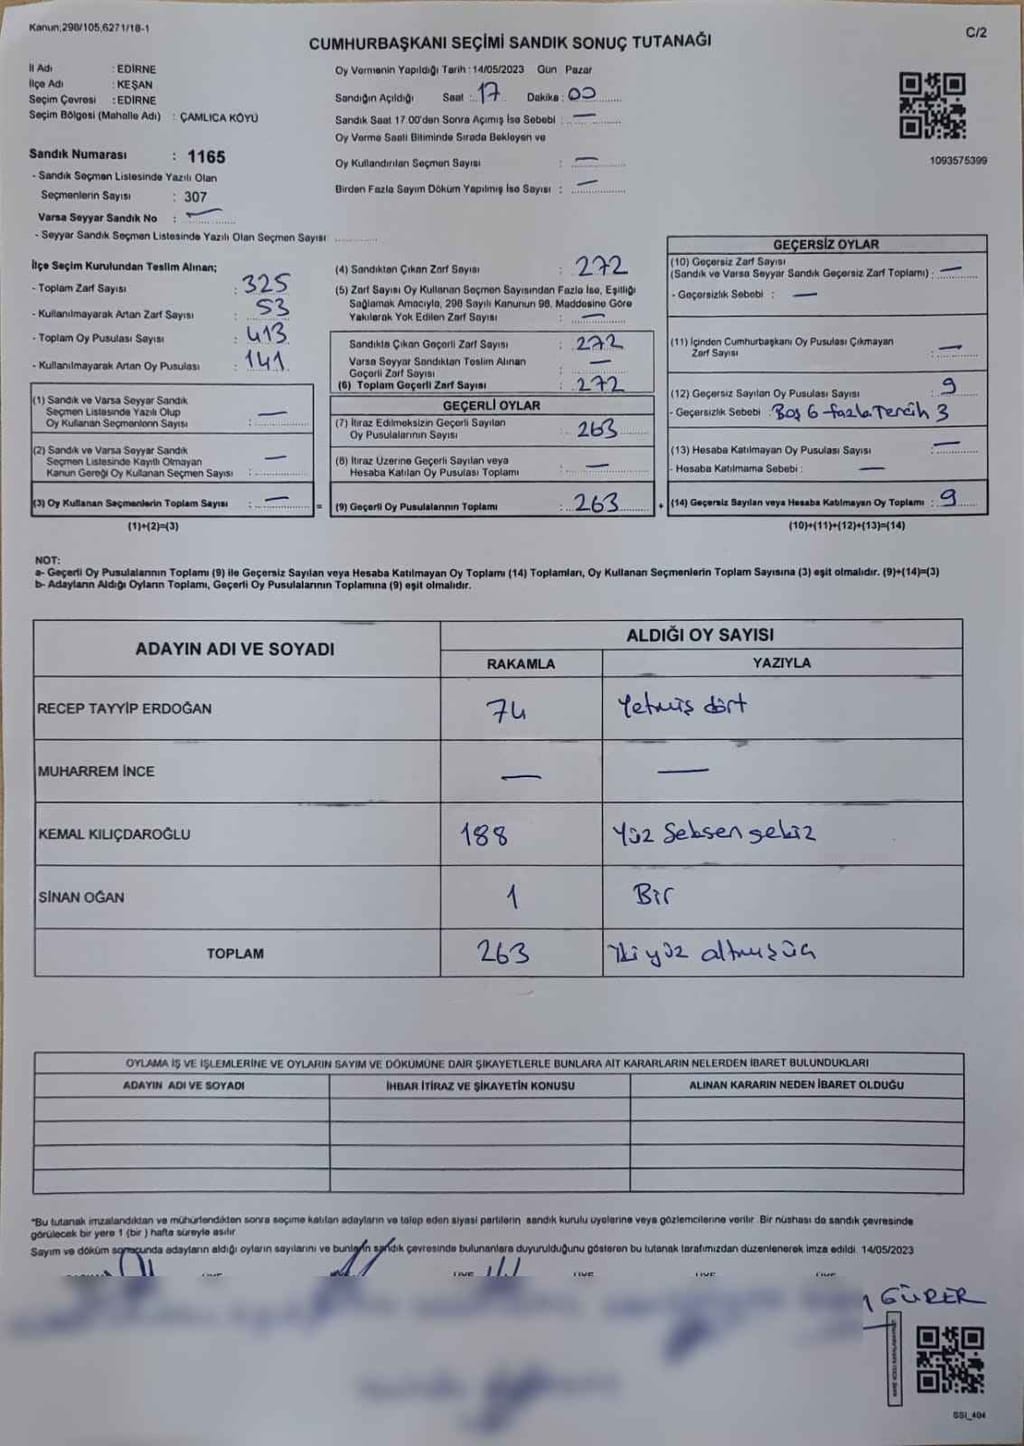 Kanun;298/105,6271/18-1
C/2
CUMHURBAŞKANI SEÇİMİ SANDIK SONUÇ TUTANAĞI
İl Adı : EDİRNE
İlçe Adı : KEŞAN
Seçim Çevresi : EDİRNE
Seçim Bölgesi (Mahalle Adı) : ÇAMLICA KÖYÜ
Sandık Numarası : 1165
- Sandık Seçmen Listesinde Yazılı Olan
Seçmenlerin Sayısı : 307
Varsa Seyyar Sandık No : —
- Seyyar Sandık Seçmen Listesinde Yazılı Olan Seçmen Sayısı
Oy Vermenin Yapıldığı Tarih : 14/05/2023 Gün Pazar
Sandığın Açıldığı Saat : 17 Dakika : 00
Sandık Saat 17.00'den Sonra Açımış İse Sebebi : —
Oy Verme Saati Bitiminde Sırada Bekleyen ve
Oy Kullandırılan Seçmen Sayısı : —
Birden Fazla Sayım Döküm Yapılmış İse Sayısı : —
1093575399
İlçe Seçim Kurulundan Teslim Alınan;
- Toplam Zarf Sayısı : 325
- Kullanılmayarak Artan Zarf Sayısı : 53
- Toplam Oy Pusulası Sayısı : 413
- Kullanılmayarak Artan Oy Pusulası : 141
(1) Sandık ve Varsa Seyyar Sandık
Seçmen Listesinde Yazılı Olup
Oy Kullanan Seçmenlerin Sayısı : —
(2) Sandık ve Varsa Seyyar Sandık
Seçmen Listesinde Kayıtlı Olmayan
Kanun Gereği Oy Kullanan Seçmen Sayısı : —
(3) Oy Kullanan Seçmenlerin Toplam Sayısı : —
(1)+(2)=(3)
(4) Sandıktan Çıkan Zarf Sayısı : 272
(5) Zarf Sayısı Oy Kullanan Seçmen Sayısından Fazla İse, Eşitliği
Sağlamak Amacıyla, 298 Sayılı Kanunun 98. Maddesine Göre
Yakılarak Yok Edilen Zarf Sayısı : —
Sandıkta Çıkan Geçerli Zarf Sayısı : 272
Varsa Seyyar Sandıktan Teslim Alınan
Geçerli Zarf Sayısı : —
(6) Toplam Geçerli Zarf Sayısı : 272
GEÇERLİ OYLAR
(7) İtiraz Edilmeksizin Geçerli Sayılan
Oy Pusulalarının Sayısı : 263
(8) İtiraz Üzerine Geçerli Sayılan veya
Hesaba Katılan Oy Pusulası Toplamı : —
= (9) Geçerli Oy Pusulalarının Toplamı : 263 +
GEÇERSİZ OYLAR
(10) Geçersiz Zarf Sayısı
(Sandık ve Varsa Seyyar Sandık Geçersiz Zarf Toplamı) : —
- Geçersizlik Sebebi : —
(11) İçinden Cumhurbaşkanı Oy Pusulası Çıkmayan
Zarf Sayısı : —
(12) Geçersiz Sayılan Oy Pusulası Sayısı : 9
- Geçersizlik Sebebi : Boş 6 - fazla Tercih 3
(13) Hesaba Katılmayan Oy Pusulası Sayısı : —
- Hesaba Katılmama Sebebi : —
(14) Geçersiz Sayılan veya Hesaba Katılmayan Oy Toplamı : 9
(10)+(11)+(12)+(13)=(14)
NOT:
a- Geçerli Oy Pusulalarının Toplamı (9) ile Geçersiz Sayılan veya Hesaba Katılmayan Oy Toplamı (14) Toplamları, Oy Kullanan Seçmenlerin Toplam Sayısına (3) eşit olmalıdır. (9)+(14)=(3)
b- Adayların Aldığı Oyların Toplamı, Geçerli Oy Pusulalarının Toplamına (9) eşit olmalıdır.
ADAYIN ADI VE SOYADI
ALDIĞI OY SAYISI
RAKAMLA YAZIYLA
RECEP TAYYİP ERDOĞAN 74 Yetmiş dört
MUHARREM İNCE — —
KEMAL KILIÇDAROĞLU 188 Yüz Seksen sekiz
SİNAN OĞAN 1 Bir
TOPLAM 263 İkiyüz altmışüç
OYLAMA İŞ VE İŞLEMLERİNE VE OYLARIN SAYIM VE DÖKÜMÜNE DAİR ŞİKAYETLERLE BUNLARA AİT KARARLARIN NELERDEN İBARET BULUNDUKLARI
ADAYIN ADI VE SOYADI İHBAR İTİRAZ VE ŞİKAYETİN KONUSU ALINAN KARARIN NEDEN İBARET OLDUĞU
*Bu tutanak imzalandıktan ve mühürlendikten sonra seçime katılan adayların ve talep eden siyasi partilerin sandık kurulu üyelerine veya gözlemcilerine verilir. Bir nüshası da sandık çevresinde
görülecek bir yere 1 (bir) hafta süreyle asılır.
Sayım ve döküm sonucunda adayların aldığı oyların sayılarını ve bunların sandık çevresinde bulunanlara duyurulduğunu gösteren bu tutanak tarafımızdan düzenlenerek imza edildi. 14/05/2023
GÜRER
SSI_404